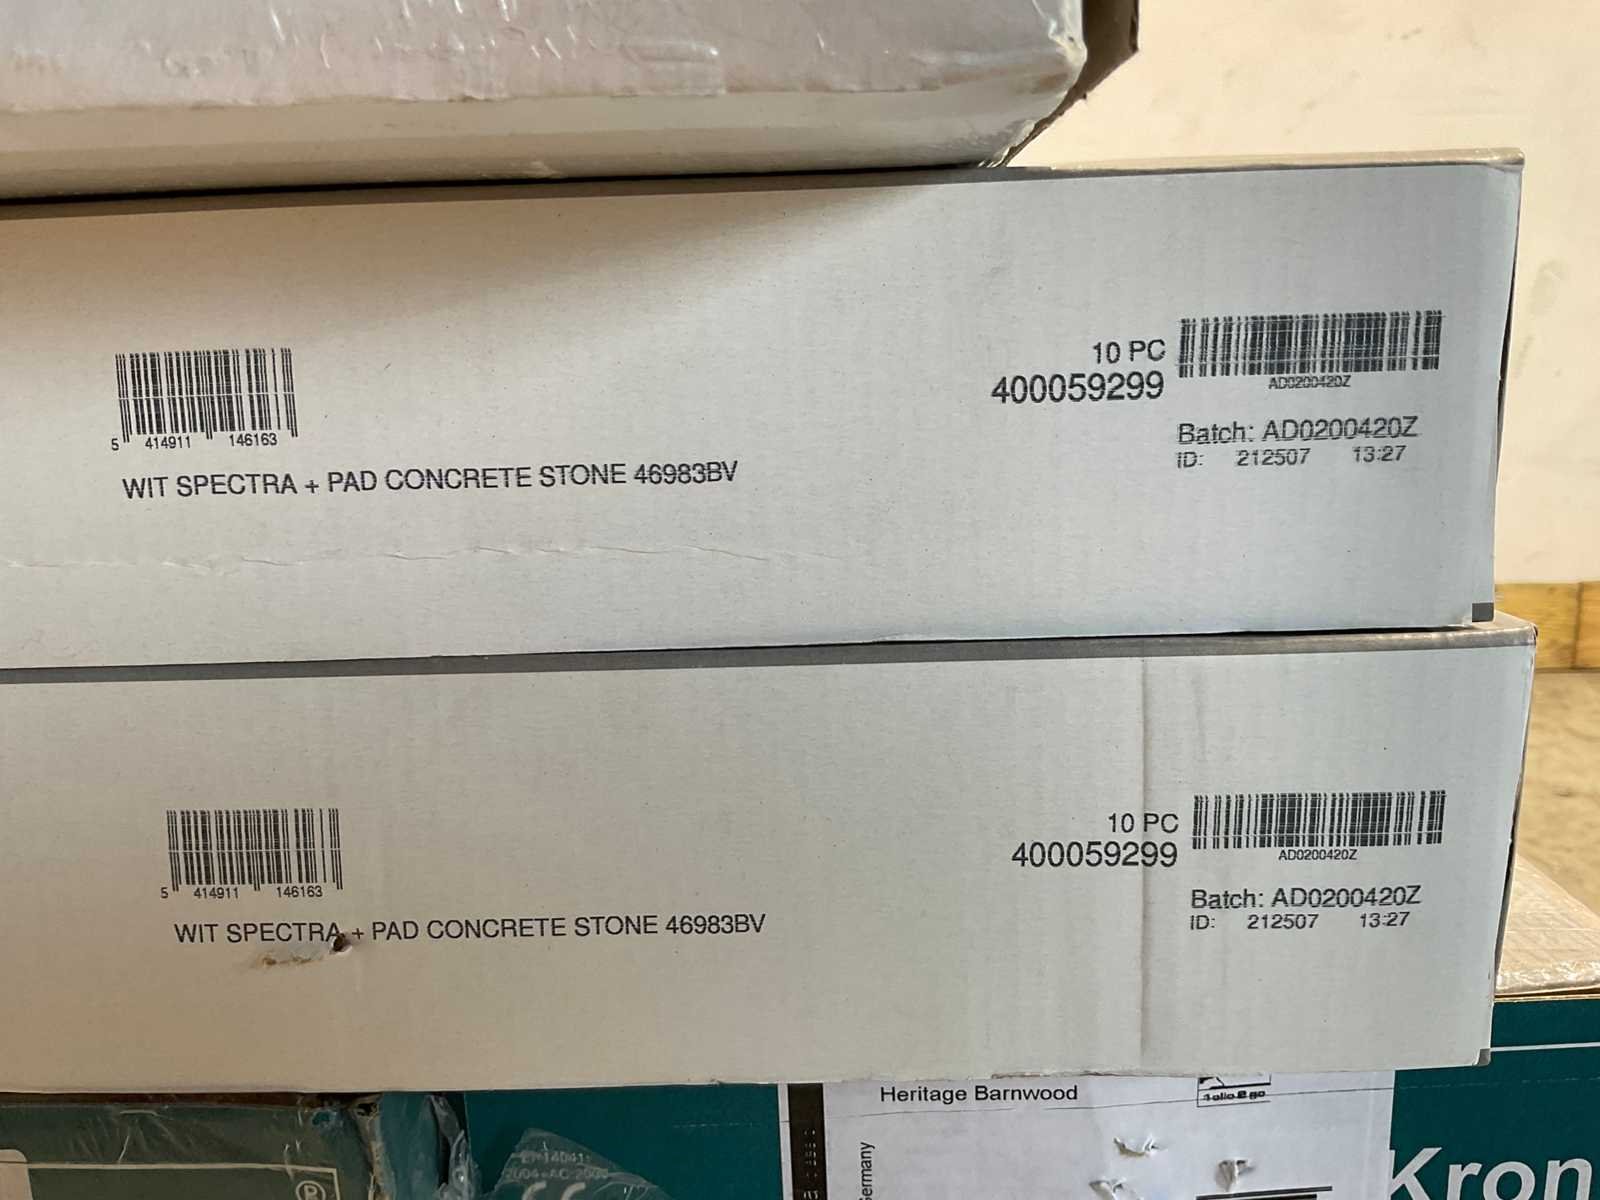 10 PC
400059299
AD0200420Z
5 414911 146163
Batch: AD0200420Z
ID: 212507 13:27
WIT SPECTRA + PAD CONCRETE STONE 46983BV
10 PC
400059299
AD0200420Z
5 414911 146163
Batch: AD0200420Z
ID: 212507 13:27
WIT SPECTRA + PAD CONCRETE STONE 46983BV
Heritage Barnwood
®
Kron